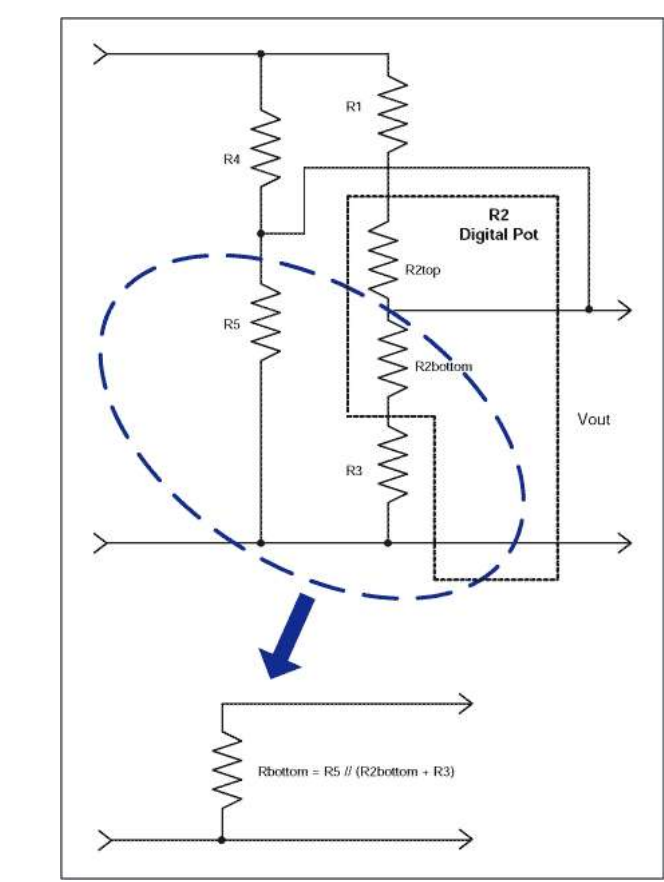 R1
R4
R2
Digital Pot
R2top
R5
R2bottom
Vout
R3
Rbottom = R5 // (R2bottom + R3)